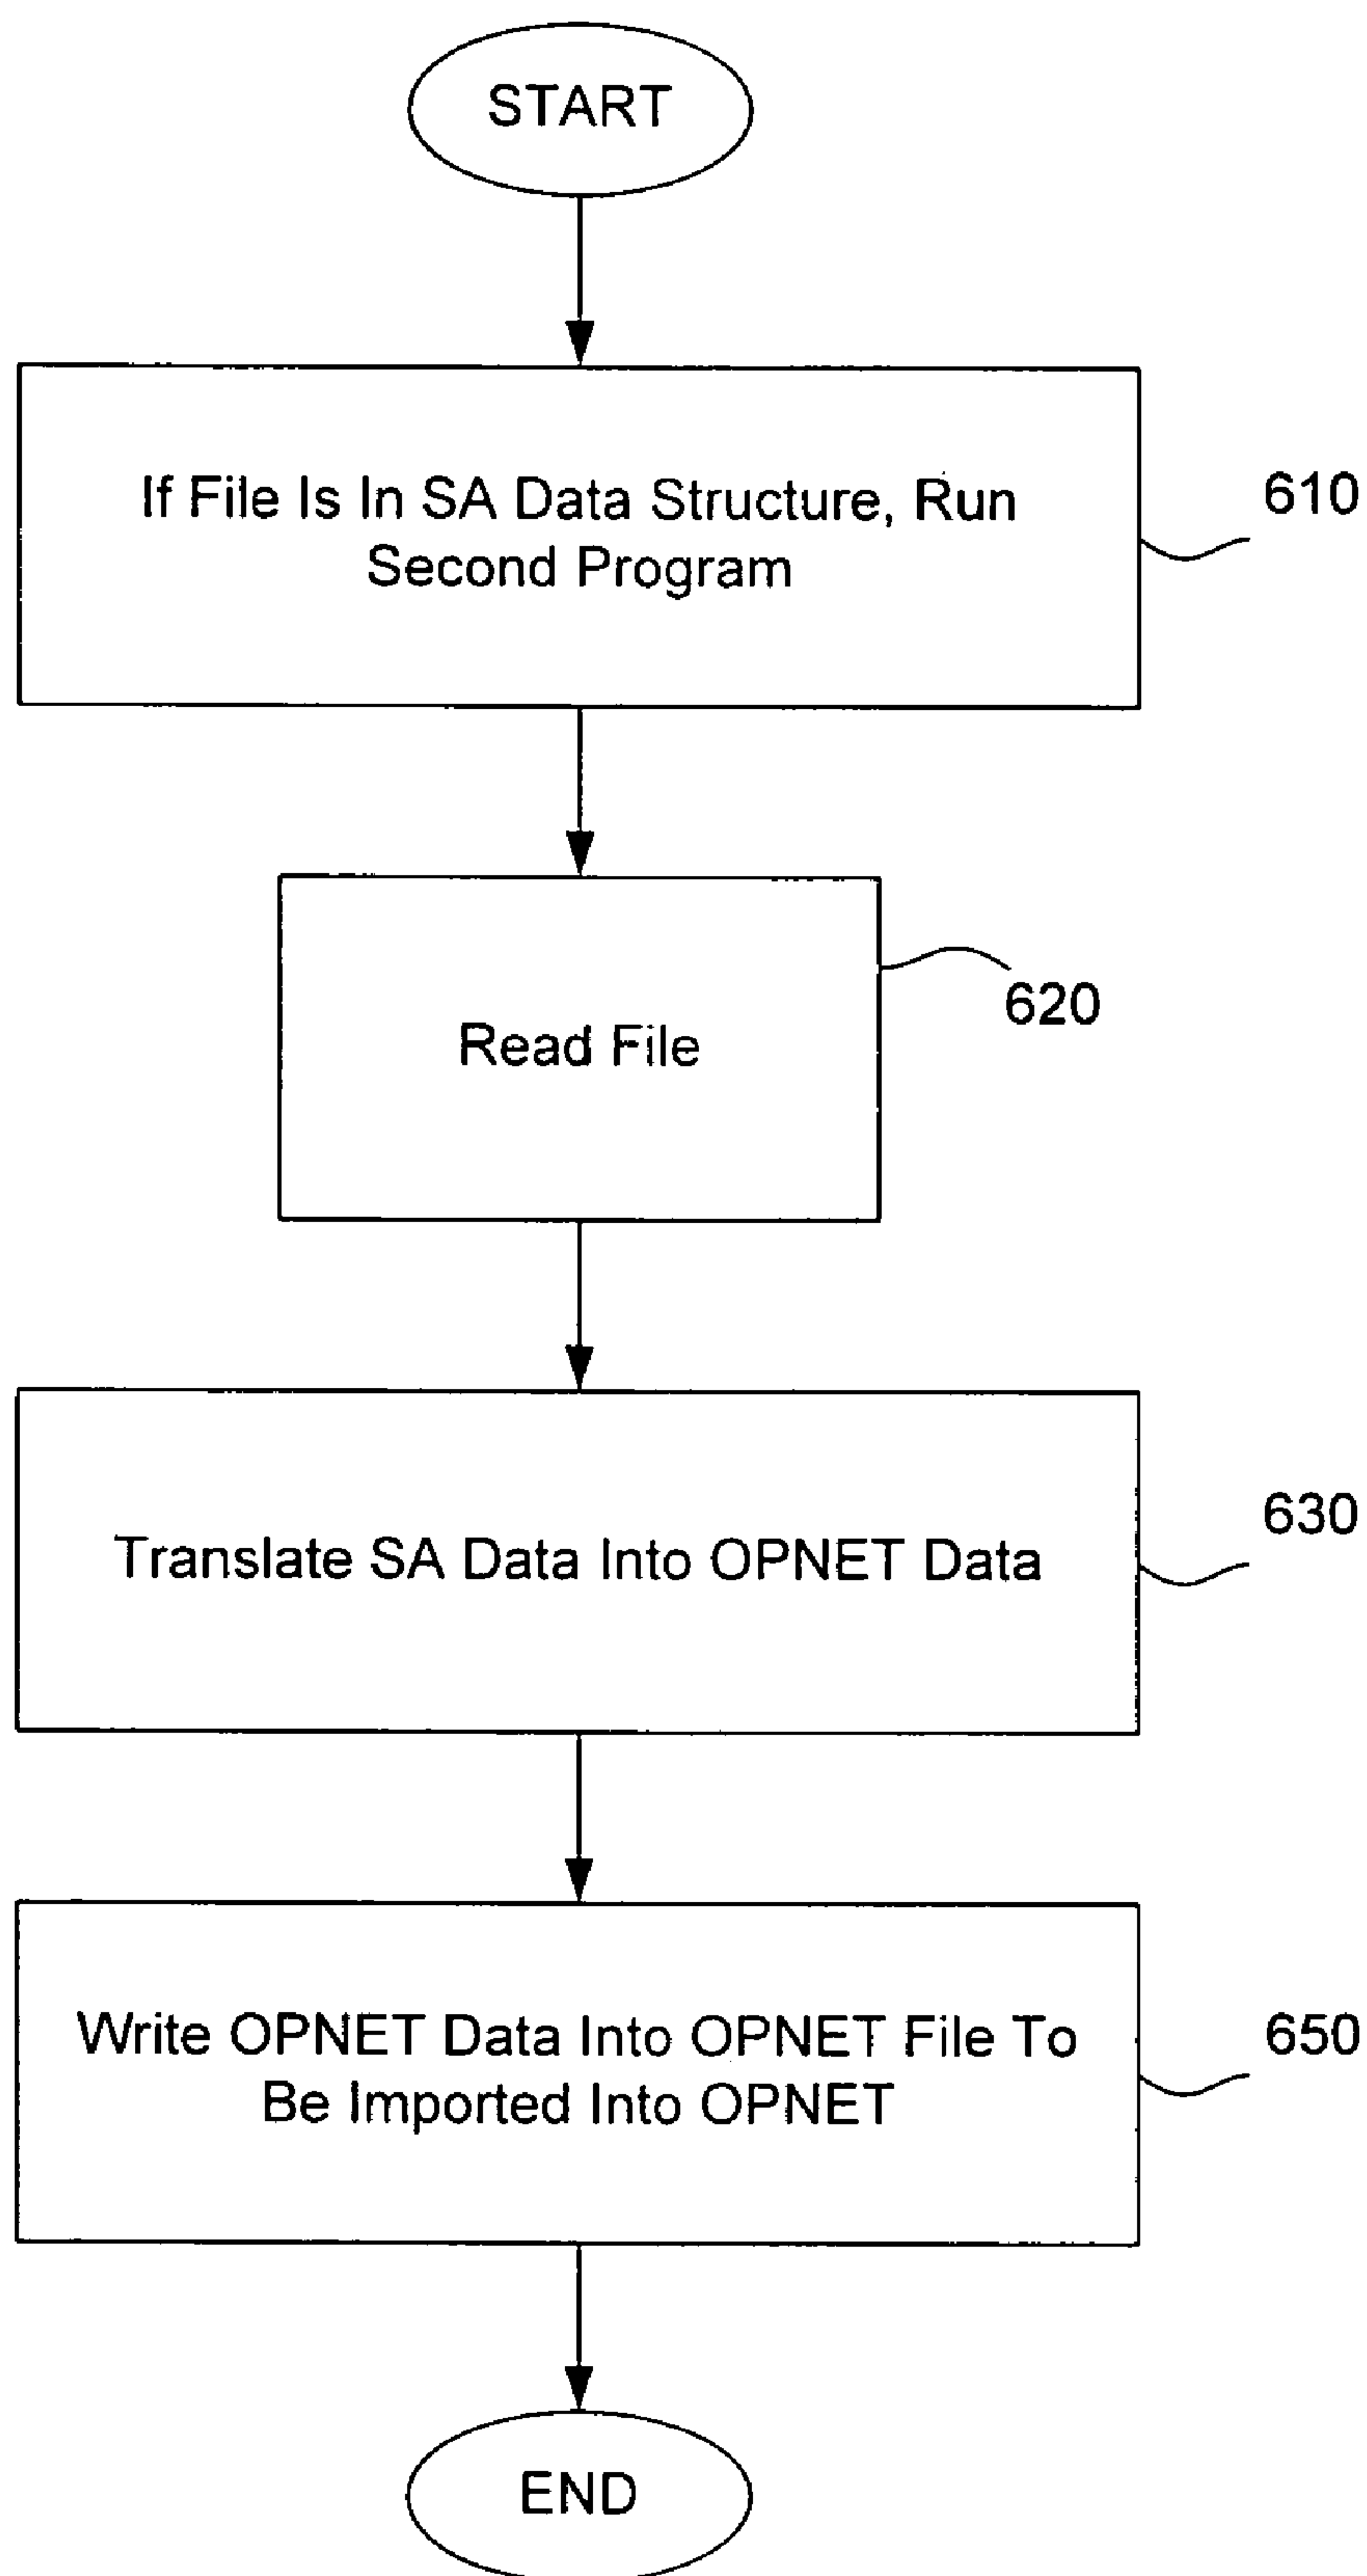 START
If File Is In SA Data Structure, Run
Second Program
610
Read File
620
Translate SA Data Into OPNET Data
630
Write OPNET Data Into OPNET File To
Be Imported Into OPNET
650
END